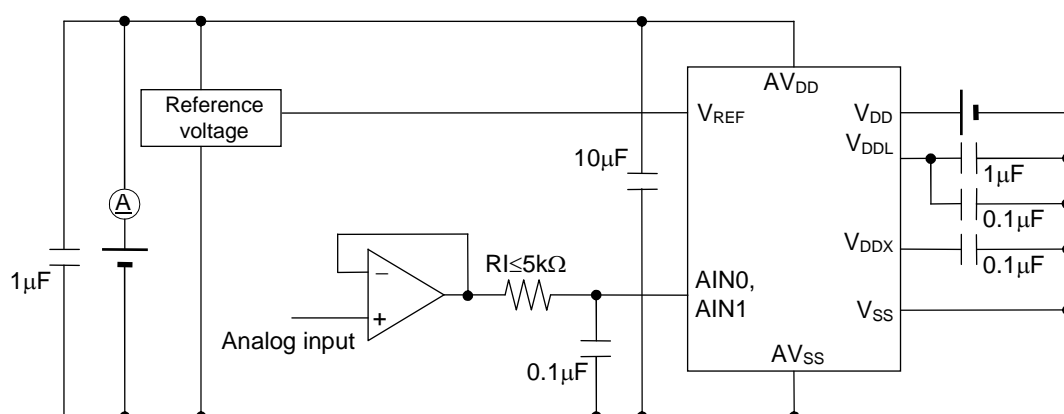 AVDD
Reference
voltage
VREF
VDD
VDDL
10μF
1μF
A
0.1μF
VDDX
0.1μF
1μF
RI≤5kΩ
–
+
AIN0,
AIN1
VSS
Analog input
0.1μF
AVSS